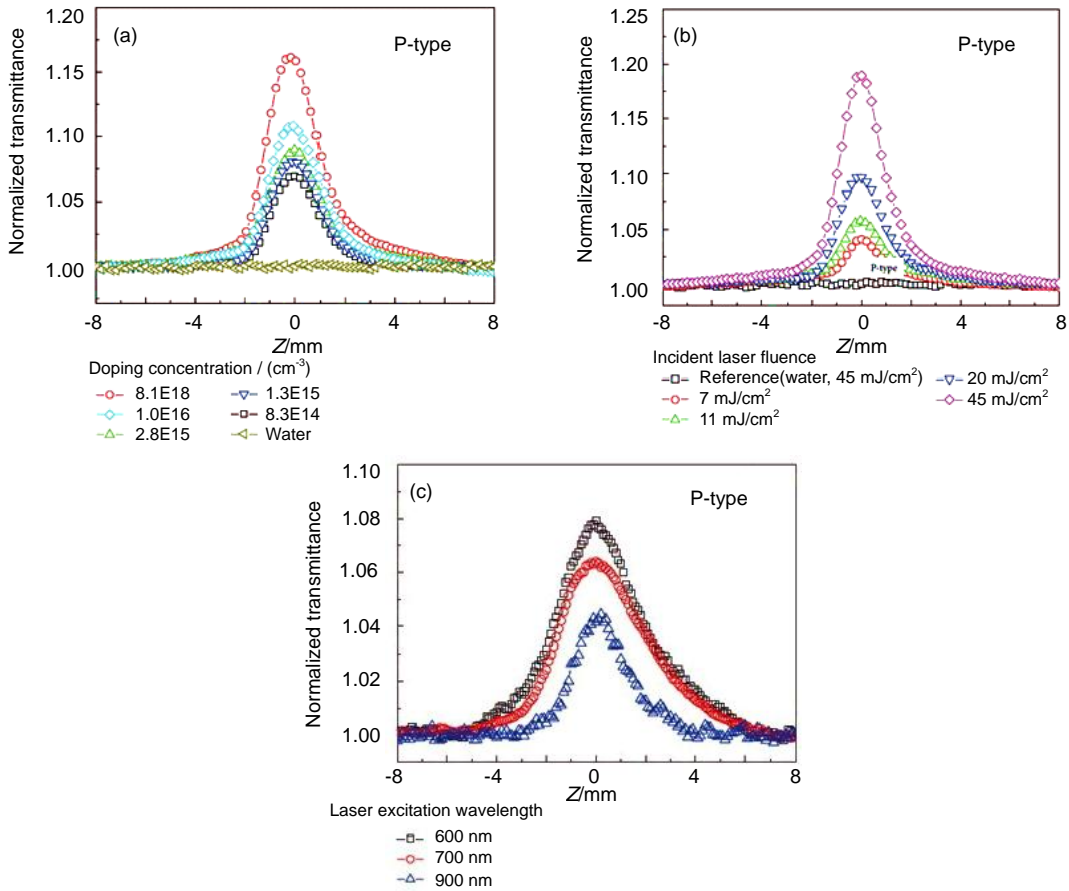 (a)
P-type
Normalized transmittance
1.20
1.15
1.10
1.05
1.00
-8
-4
0
4
8
Z/mm
Doping concentration / (cm⁻³)
8.1E18
1.3E15
1.0E16
8.3E14
2.8E15
Water
(b)
P-type
Normalized transmittance
1.25
1.20
1.15
1.10
1.05
1.00
P-type
-8
-4
0
4
8
Z/mm
Incident laser fluence
Reference(water, 45 mJ/cm²)
20 mJ/cm²
7 mJ/cm²
45 mJ/cm²
11 mJ/cm²
(c)
P-type
Normalized transmittance
1.10
1.08
1.06
1.04
1.02
1.00
-8
-4
0
4
8
Z/mm
Laser excitation wavelength
600 nm
700 nm
900 nm